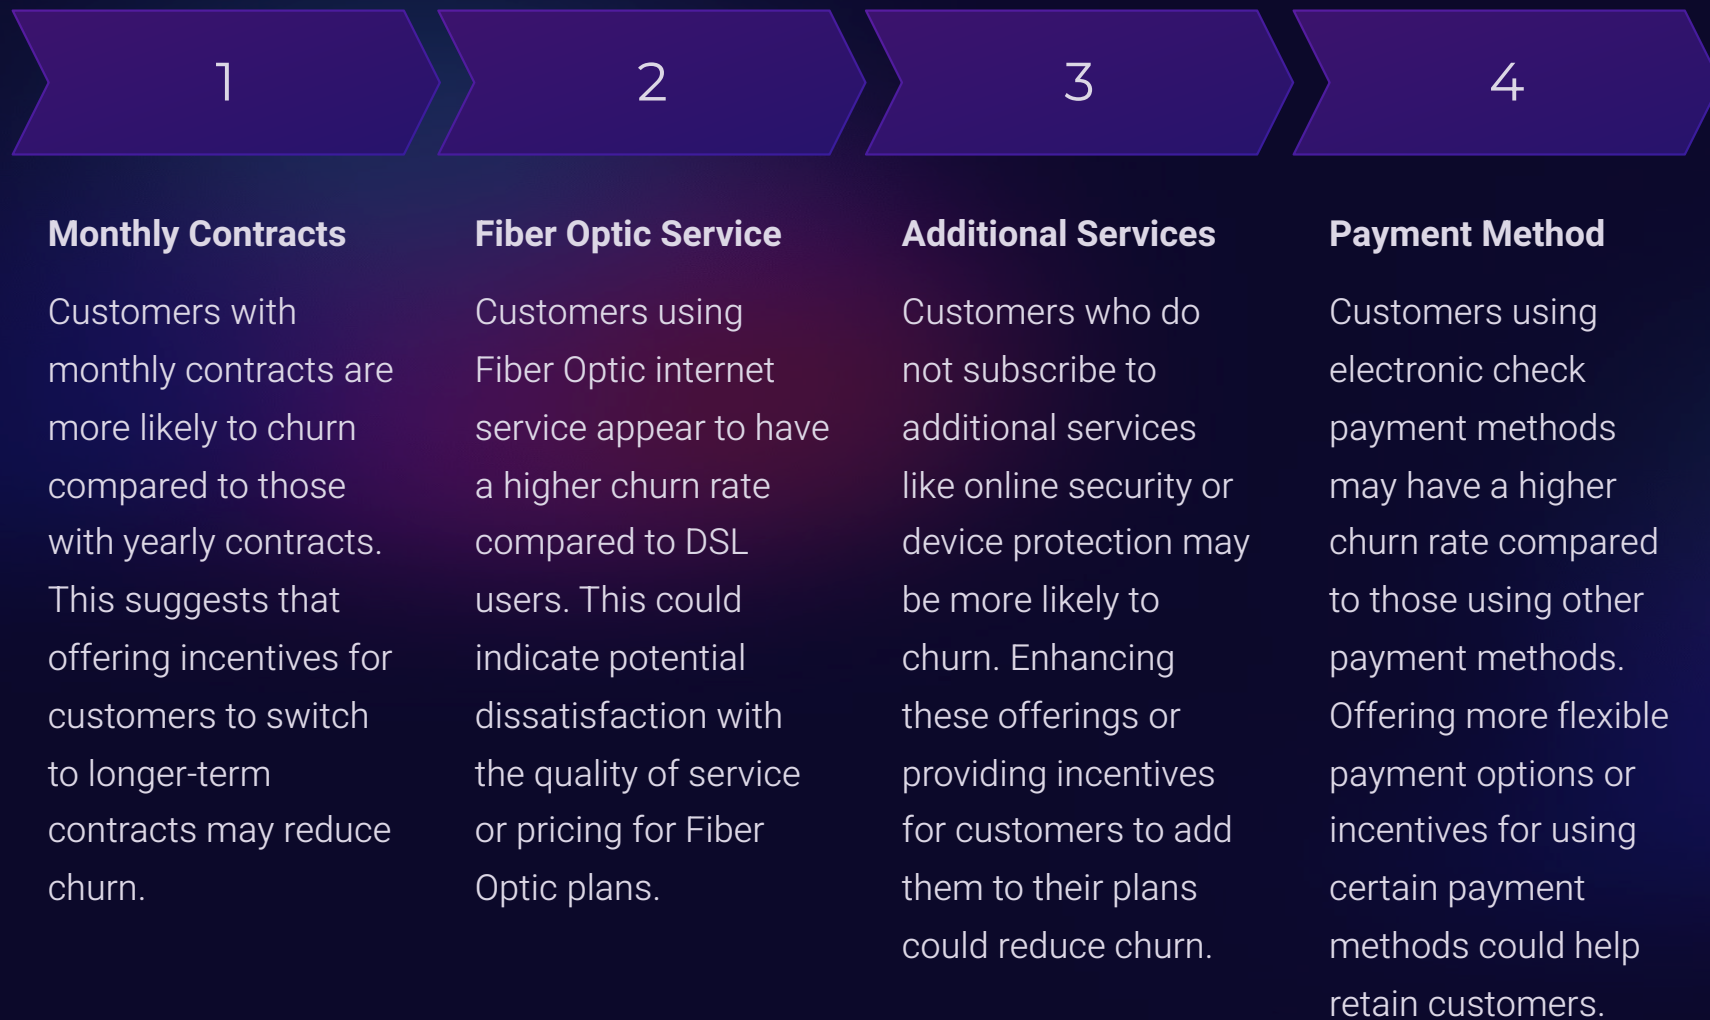 1
2
3
4
Monthly Contracts
Customers with
monthly contracts are
more likely to churn
compared to those
with yearly contracts.
This suggests that
offering incentives for
customers to switch
to longer-term
contracts may reduce
churn.
Fiber Optic Service
Customers using
Fiber Optic internet
service appear to have
a higher churn rate
compared to DSL
users. This could
indicate potential
dissatisfaction with
the quality of service
or pricing for Fiber
Optic plans.
Additional Services
Customers who do
not subscribe to
additional services
like online security or
device protection may
be more likely to
churn. Enhancing
these offerings or
providing incentives
for customers to add
them to their plans
could reduce churn.
Payment Method
Customers using
electronic check
payment methods
may have a higher
churn rate compared
to those using other
payment methods.
Offering more flexible
payment options or
incentives for using
certain payment
methods could help
retain customers.